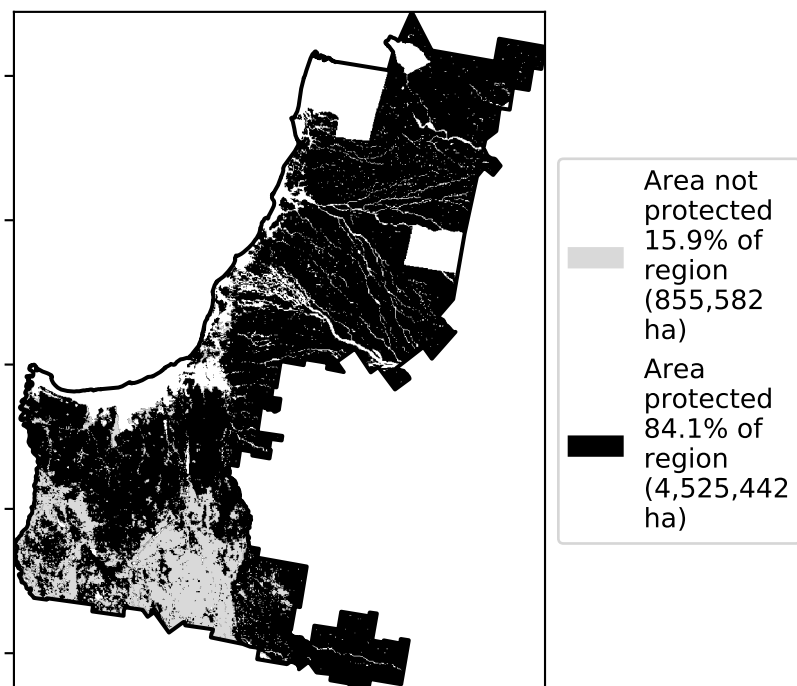 Area not
protected
15.9% of
region
(855,582
ha)
Area
protected
84.1% of
region
(4,525,442
ha)